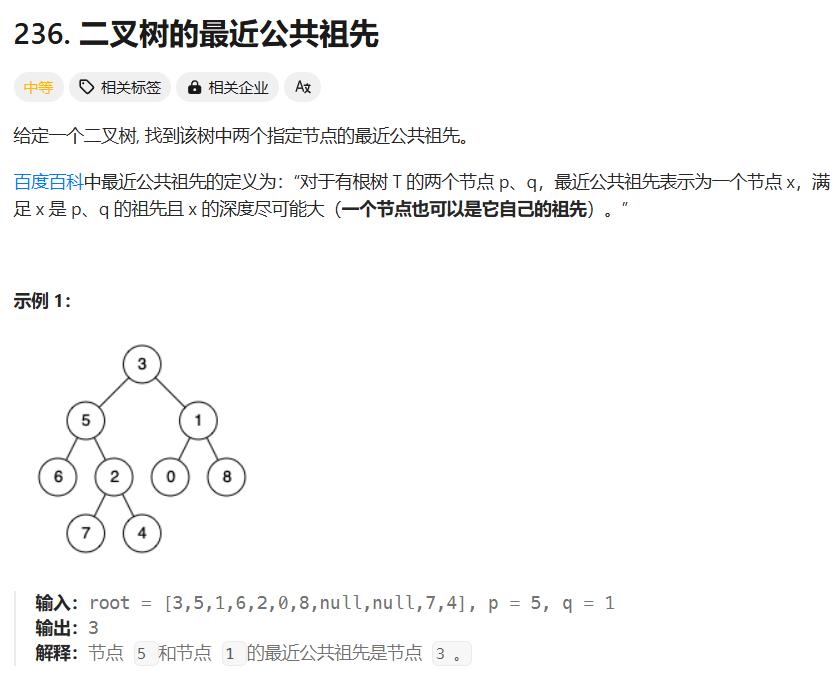 236. 二叉树的最近公共祖先
中等 相关标签 相关企业 Aス
给定一个二叉树, 找到该树中两个指定节点的最近公共祖先。
百度百科中最近公共祖先的定义为：“对于有根树 T 的两个节点 p、q，最近公共祖先表示为一个节点 x，满
足 x 是 p、q 的祖先且 x 的深度尽可能大（一个节点也可以是它自己的祖先）。”
示例 1：
3
5 1
6 2 0 8
7 4
输入：root = [3,5,1,6,2,0,8,null,null,7,4], p = 5, q = 1
输出：3
解释：节点 5 和节点 1 的最近公共祖先是节点 3 。